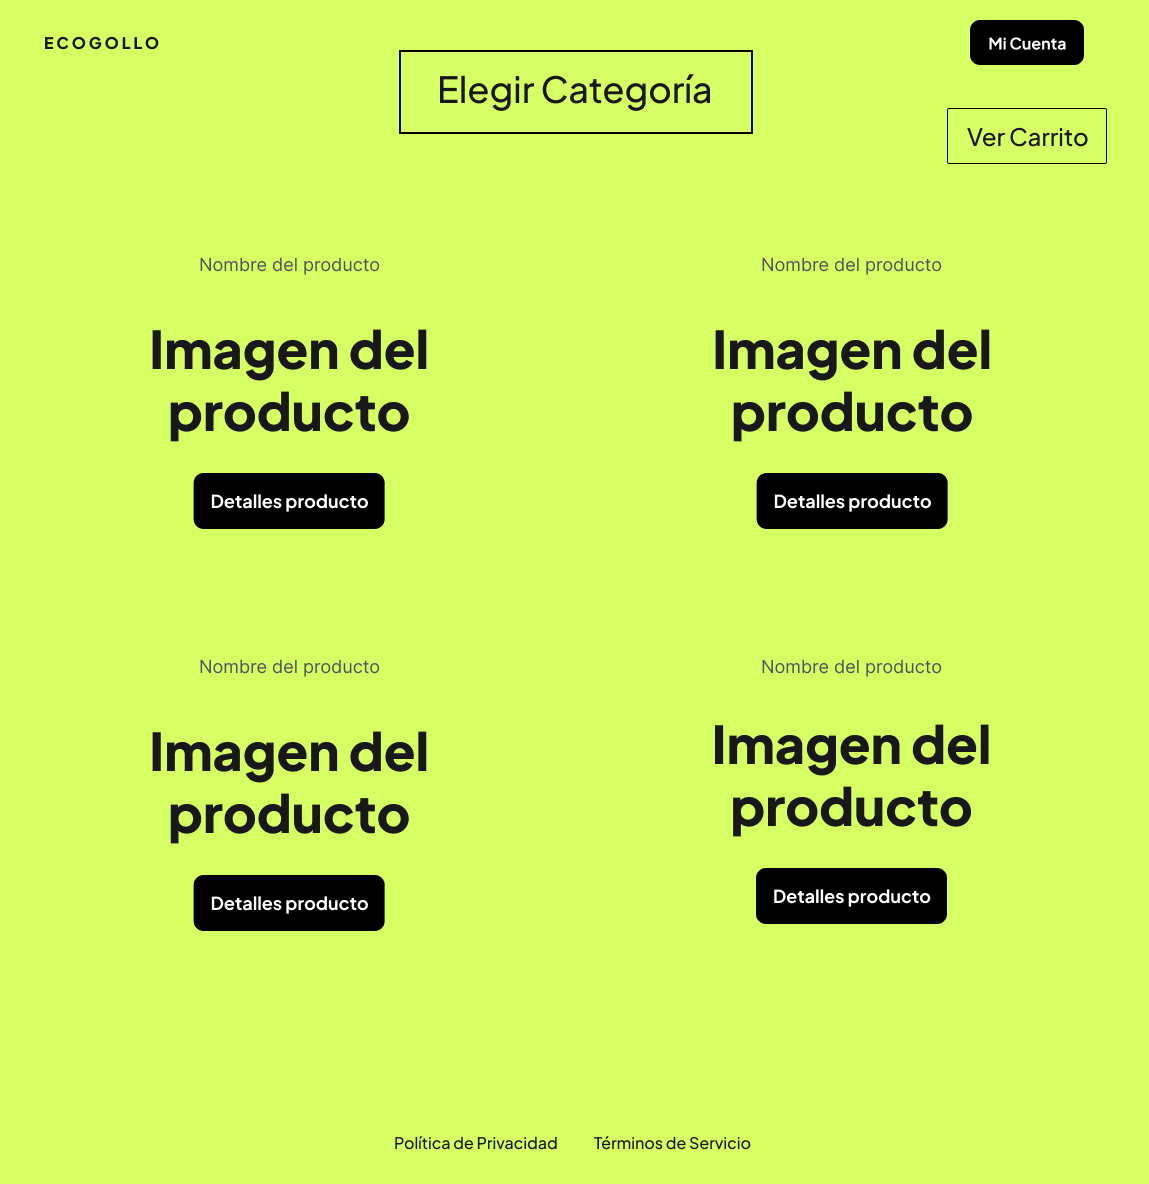 ECOGOLLO
Mi Cuenta
Elegir Categoría
Ver Carrito
Nombre del producto
Imagen del
producto
Detalles producto
Nombre del producto
Imagen del
producto
Detalles producto
Nombre del producto
Imagen del
producto
Detalles producto
Nombre del producto
Imagen del
producto
Detalles producto
Política de Privacidad
Términos de Servicio